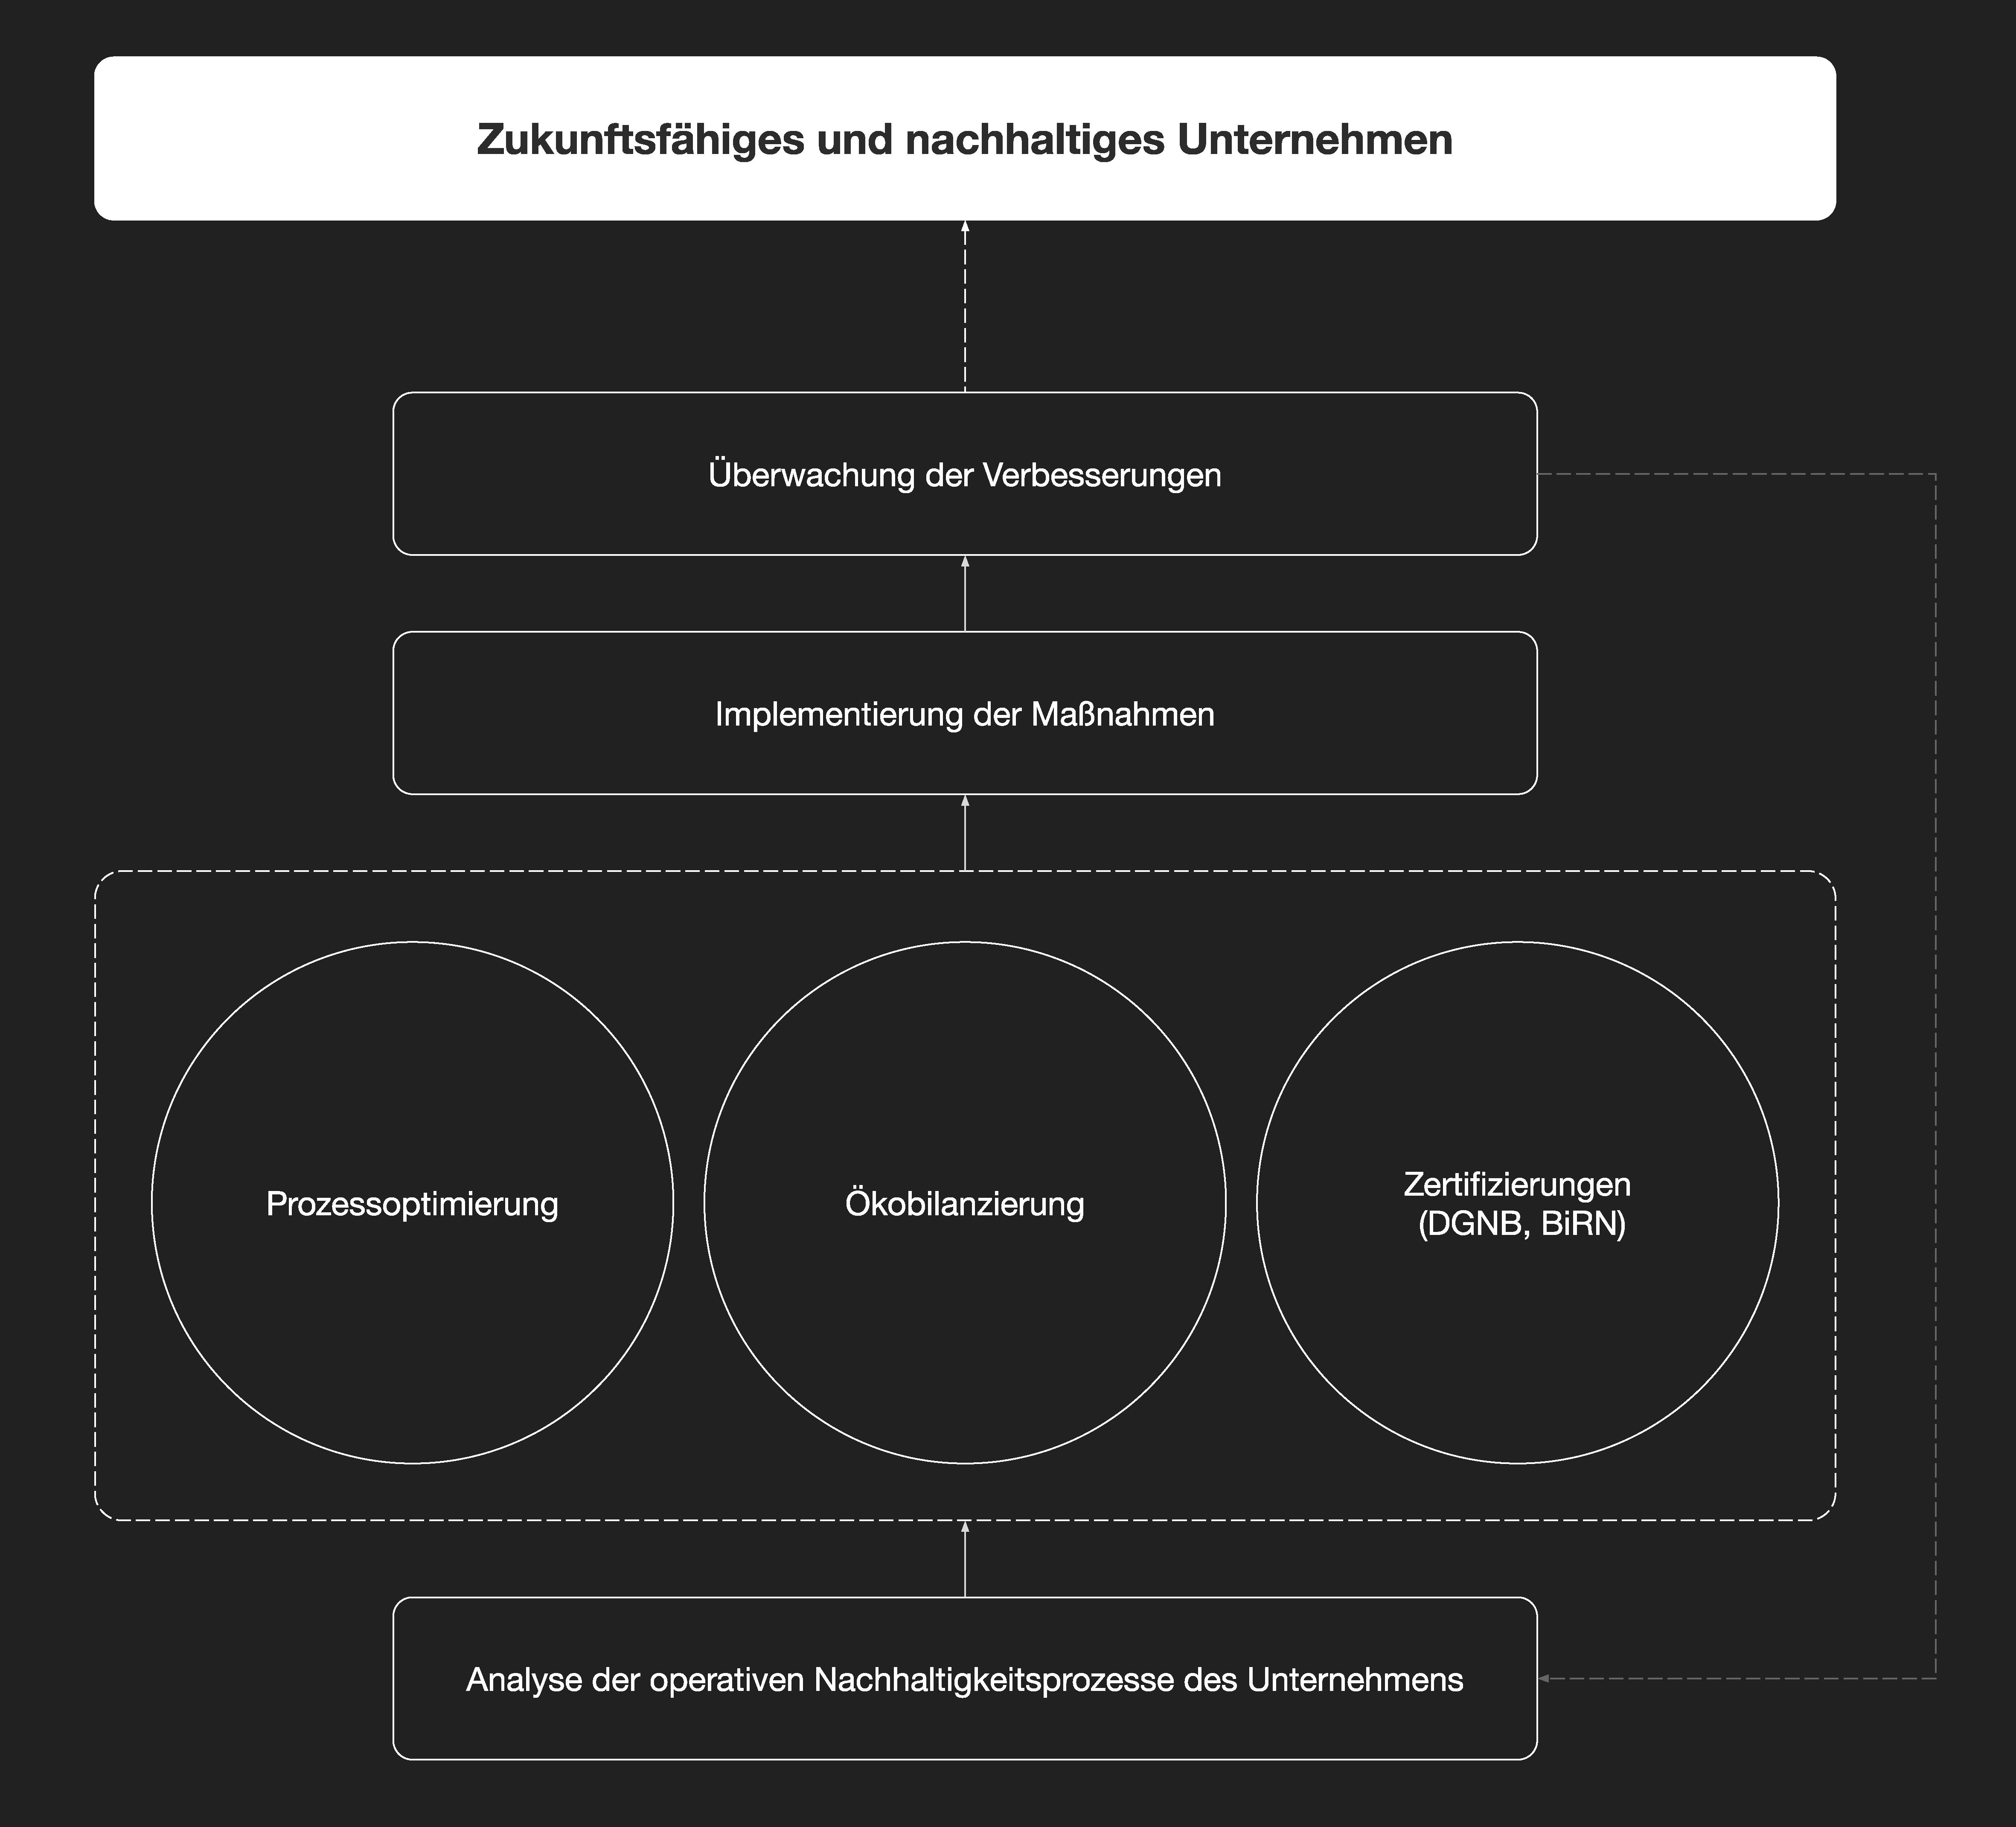 Zukunftsfähiges und nachhaltiges Unternehmen
Überwachung der Verbesserungen
Implementierung der Maßnahmen
Prozessoptimierung
Ökobilanzierung
Zertifizierungen
(DGNB, BiRN)
Analyse der operativen Nachhaltigkeitsprozesse des Unternehmens